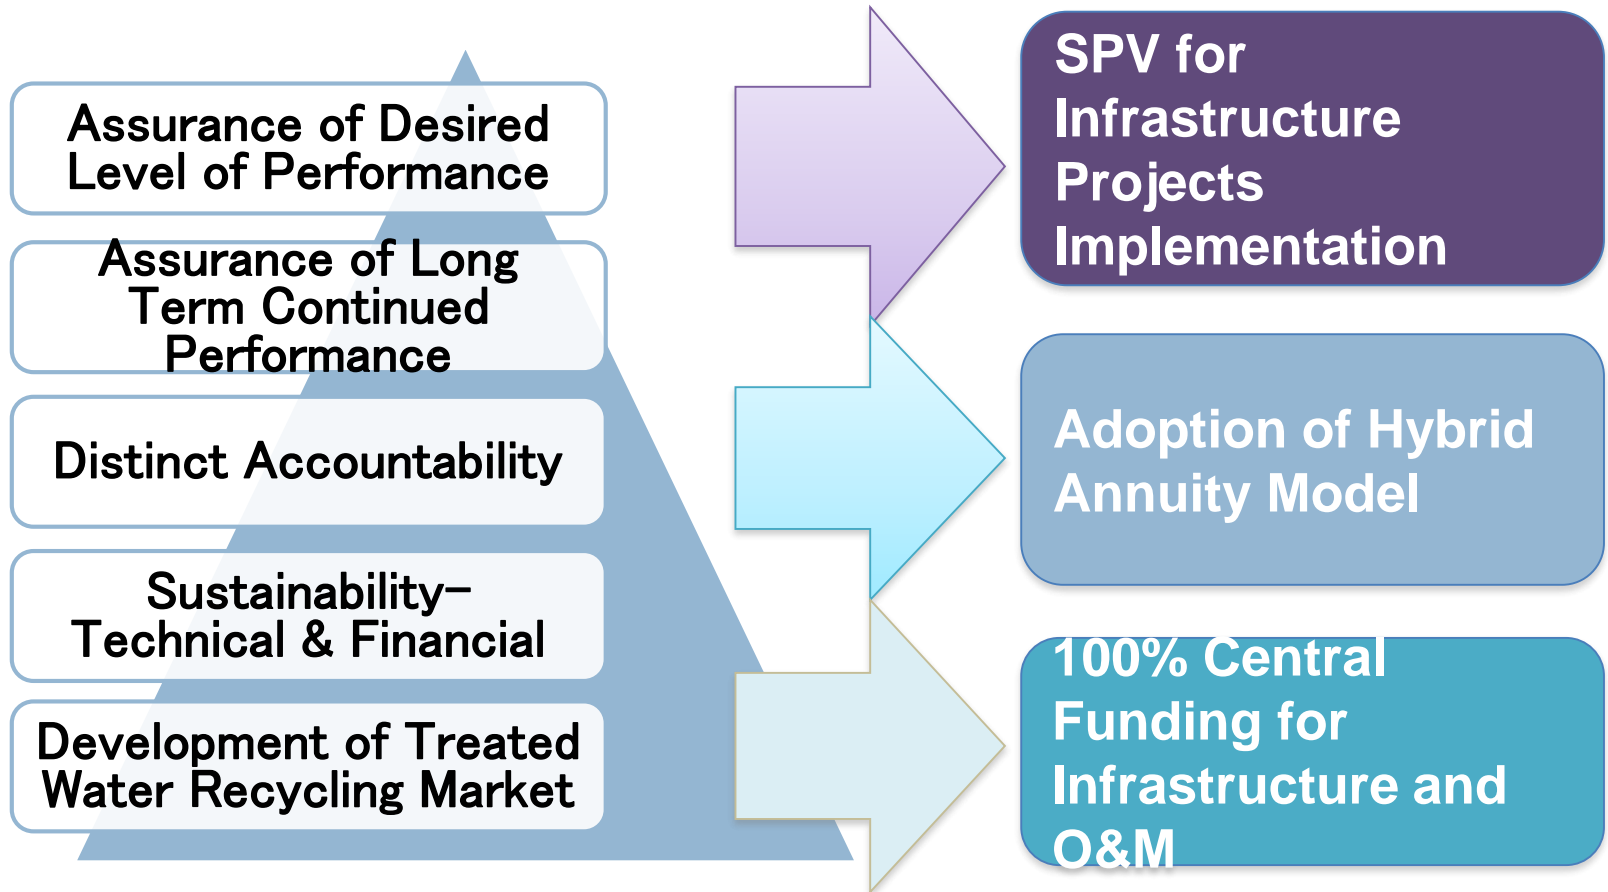 Assurance of Desired
Level of Performance
Assurance of Long
Term Continued
Performance
Distinct Accountability
Sustainability-
Technical & Financial
Development of Treated
Water Recycling Market
SPV for
Infrastructure
Projects
Implementation
Adoption of Hybrid
Annuity Model
100% Central
Funding for
Infrastructure and
O&M